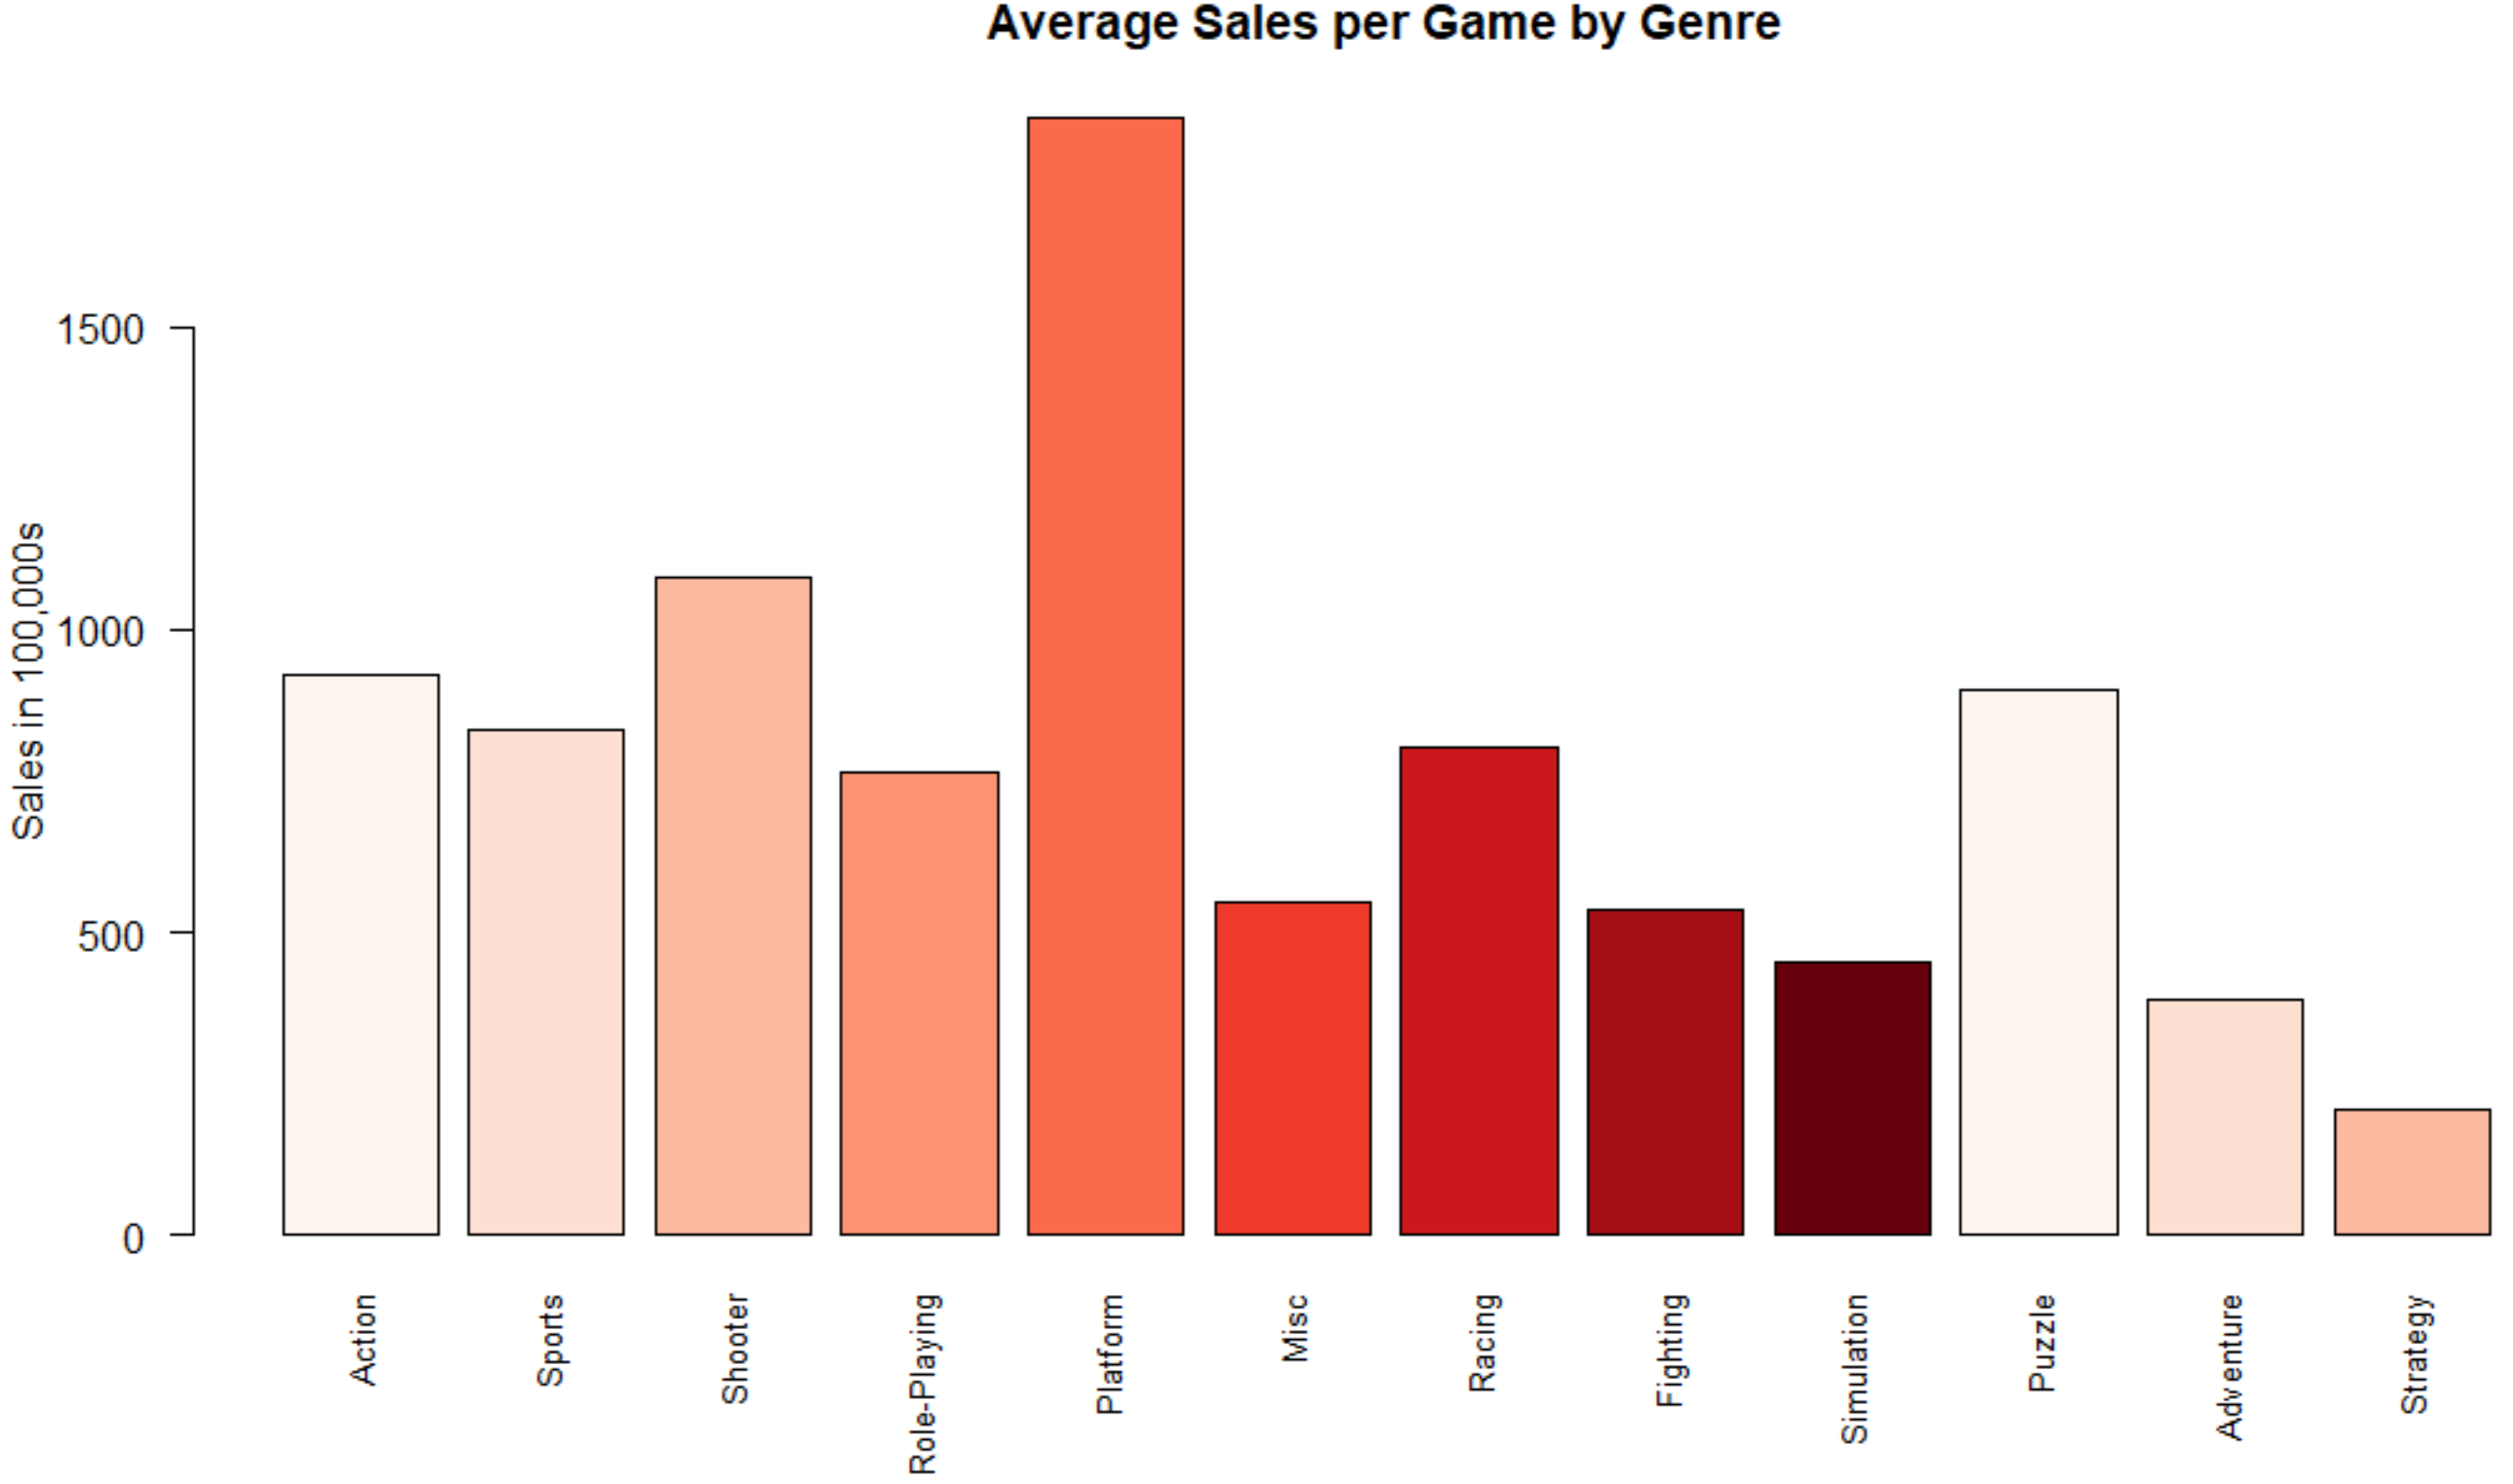 Average Sales per Game by Genre
Sales in 100,000s
1500
1000
500
0
Action
Sports
Shooter
Role-Playing
Platform
Misc
Racing
Fighting
Simulation
Puzzle
Adventure
Strategy